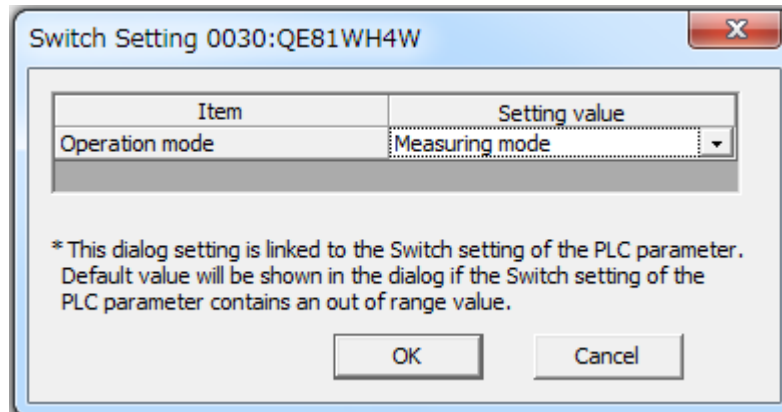 Switch Setting 0030:QE81WH4W
Item Setting value
Operation mode Measuring mode
* This dialog setting is linked to the Switch setting of the PLC parameter.
Default value will be shown in the dialog if the Switch setting of the
PLC parameter contains an out of range value.
OK Cancel